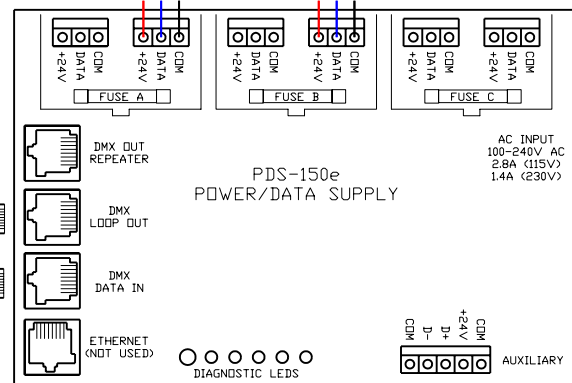 +24V DATA COM +24V DATA COM +24V DATA COM +24V DATA COM +24V DATA COM +24V DATA COM
FUSE A FUSE B FUSE C
DMX OUT
REPEATER
AC INPUT
100-240V AC
2.8A (115V)
1.4A (230V)
PDS-150e
POWER/DATA SUPPLY
DMX
LOOP OUT
DMX
DATA IN
ETHERNET
(NOT USED)
DIAGNOSTIC LEDS
COM D- D+ +24V COM
AUXILIARY